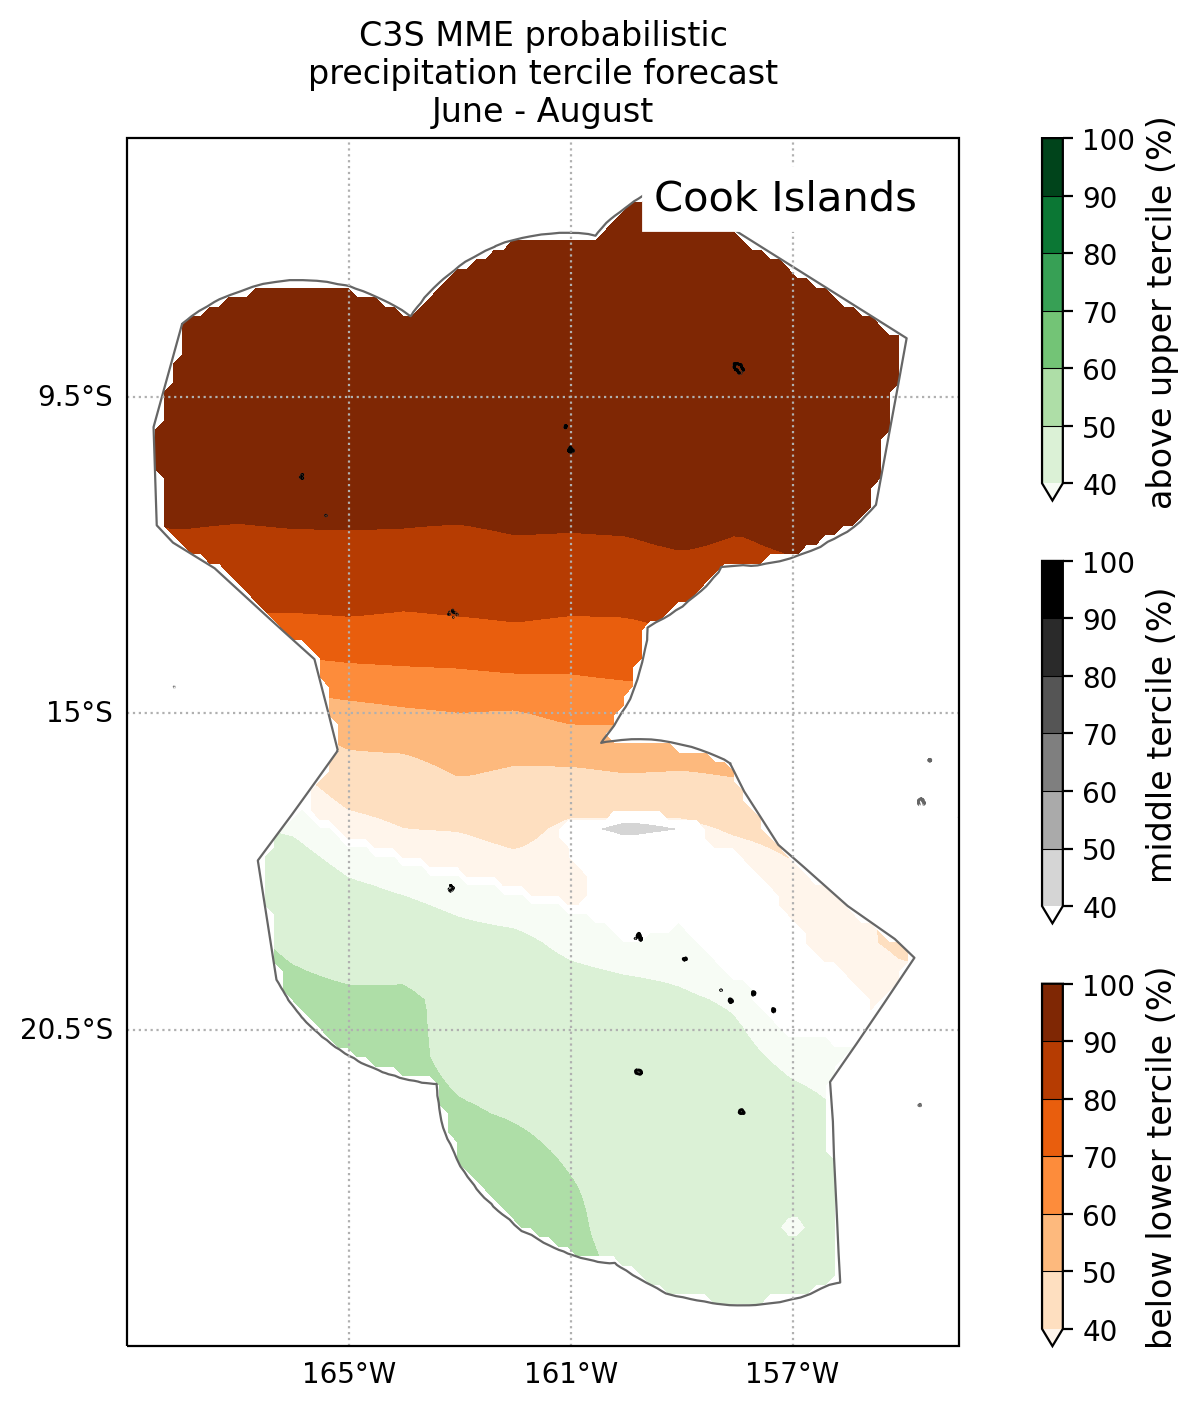 C3S MME probabilistic
precipitation tercile forecast
June - August
Cook Islands
9.5°S
15°S
20.5°S
165°W
161°W
157°W
100
90
80
70
60
50
40
above upper tercile (%)
100
90
80
70
60
50
40
middle tercile (%)
100
90
80
70
60
50
40
below lower tercile (%)